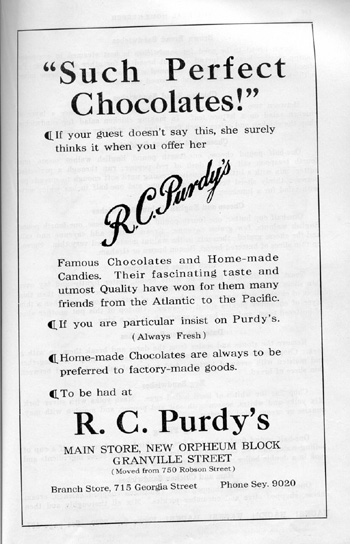 “Such Perfect
Chocolates!”
¶ If your guest doesn't say this, she surely
thinks it when you offer her
R.C. Purdy's
Famous Chocolates and Home-made
Candies. Their fascinating taste and
utmost Quality have won for them many
friends from the Atlantic to the Pacific.
¶ If you are particular insist on Purdy's.
(Always Fresh)
¶ Home-made Chocolates are always to be
preferred to factory-made goods.
¶ To be had at
R. C. Purdy's
MAIN STORE, NEW ORPHEUM BLOCK
GRANVILLE STREET
(Moved from 750 Robson Street)
Branch Store, 715 Georgia Street Phone Sey. 9020